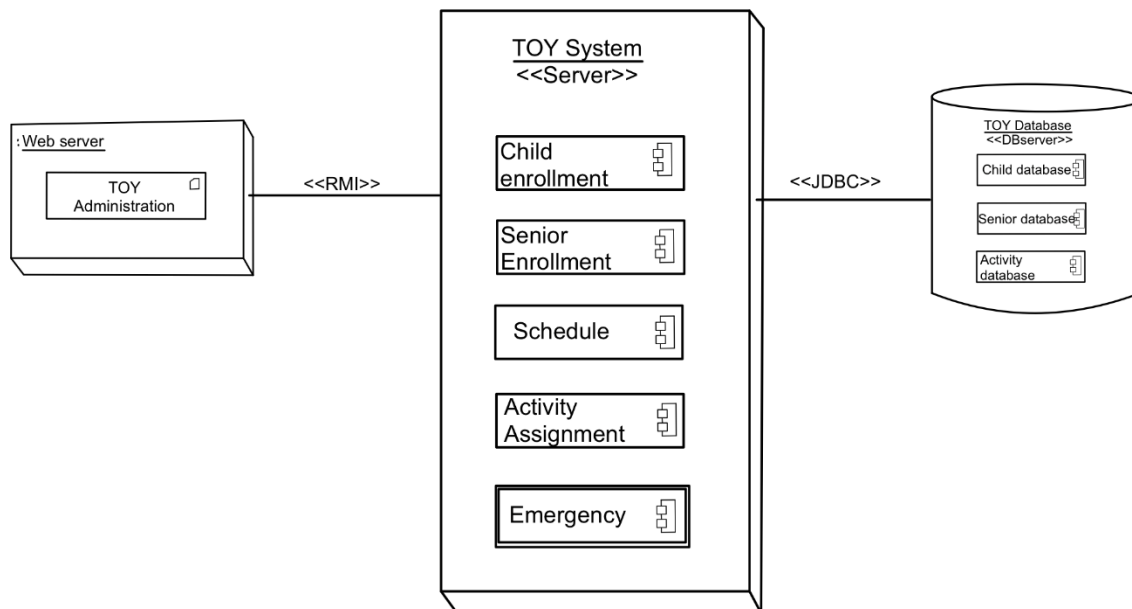 : Web server
TOY
Administration
<<RMI>>
TOY System
<<Server>>
Child
enrollment
Senior
Enrollment
Schedule
Activity
Assignment
Emergency
<<JDBC>>
TOY Database
<<DBserver>>
Child database
Senior database
Activity
database